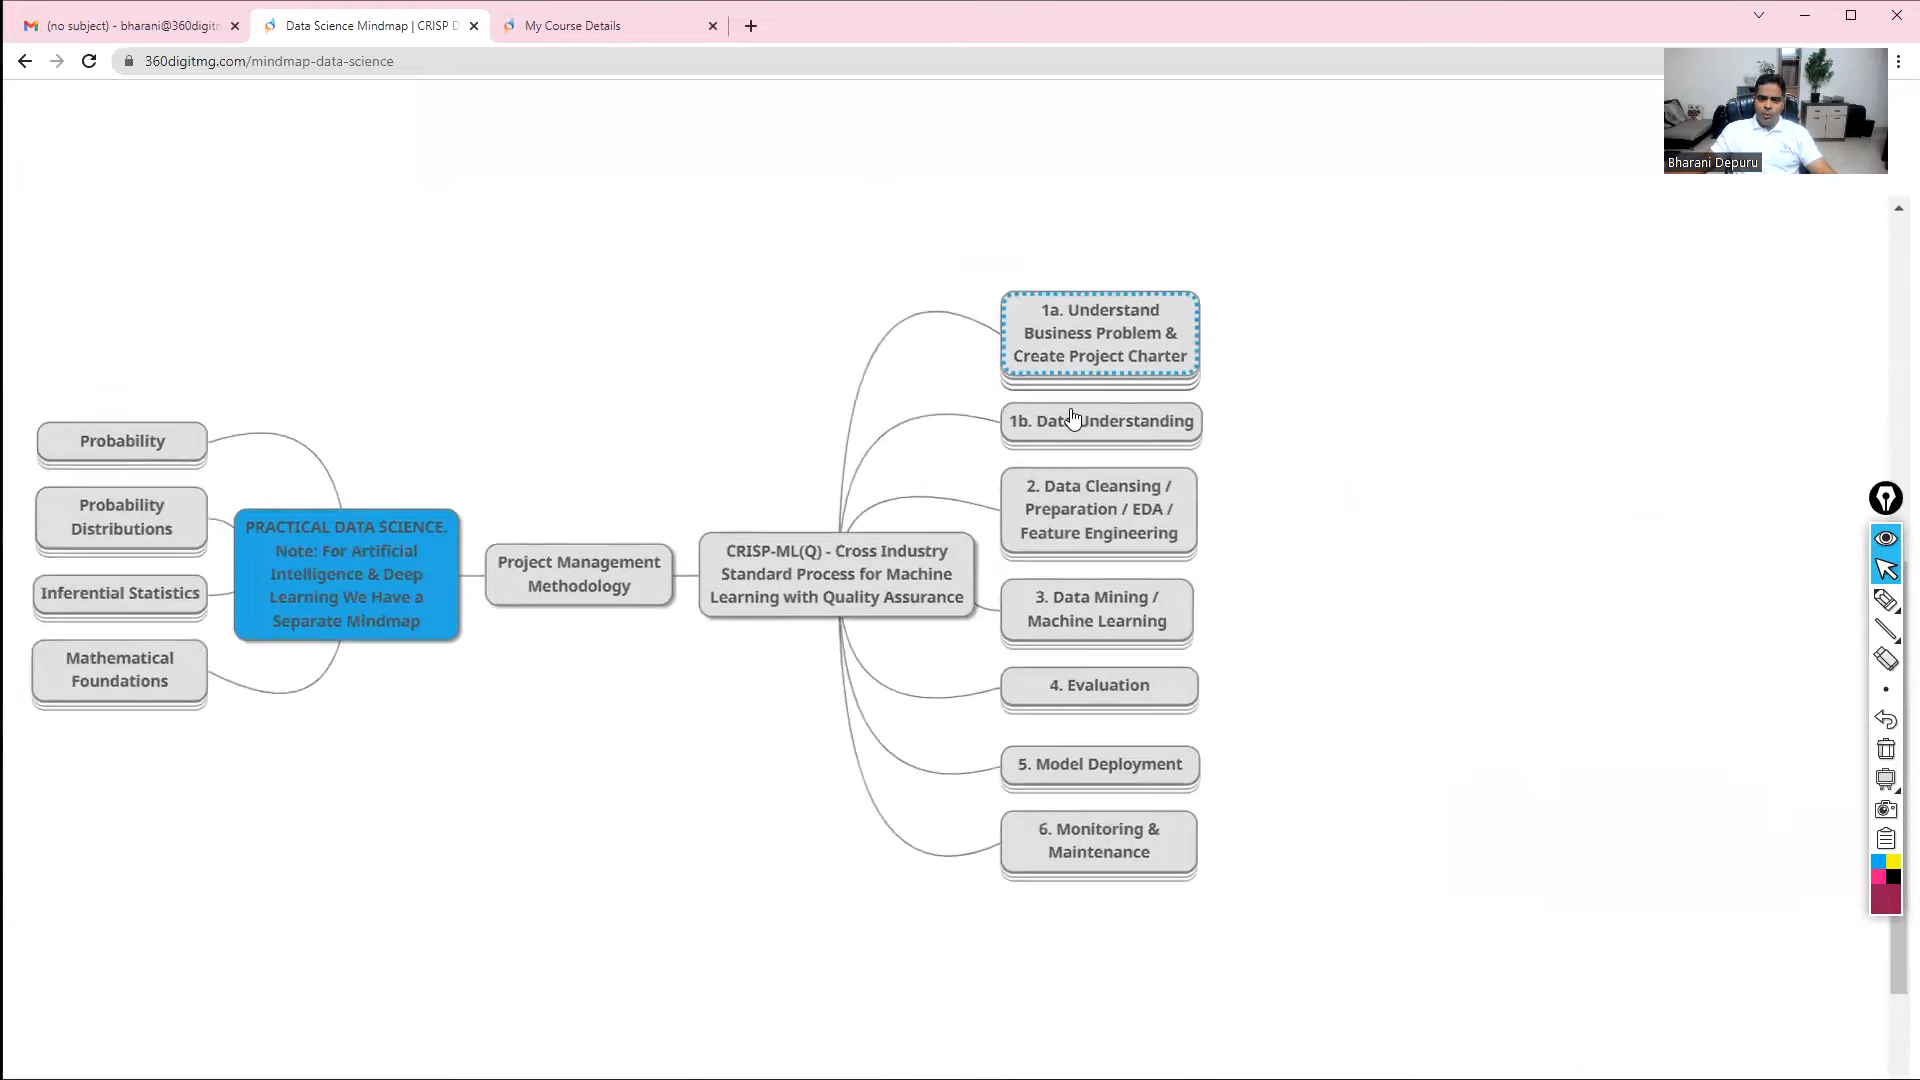 (no subject) - bharani@360digitm
Data Science Mindmap | CRISP D
My Course Details
360digitmg.com/mindmap-data-science
Bharani Depuru
Probability
Probability
Distributions
Inferential Statistics
Mathematical
Foundations
PRACTICAL DATA SCIENCE.
Note: For Artificial
Intelligence & Deep
Learning We Have a
Separate Mindmap
Project Management
Methodology
CRISP-ML(Q) - Cross Industry
Standard Process for Machine
Learning with Quality Assurance
1a. Understand
Business Problem &
Create Project Charter
1b. Data Understanding
2. Data Cleansing /
Preparation / EDA /
Feature Engineering
3. Data Mining /
Machine Learning
4. Evaluation
5. Model Deployment
6. Monitoring &
Maintenance